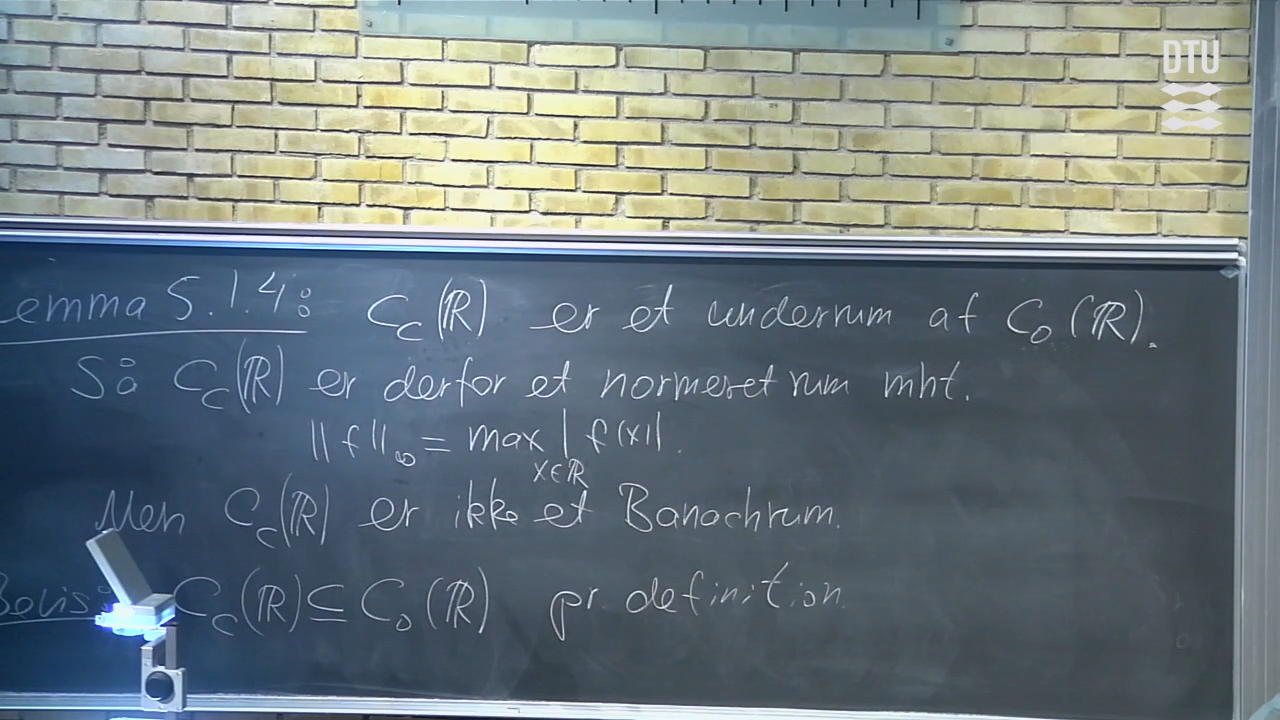 DTU
emma 5.1.4: C_c(ℝ) er et underrum af C_0(ℝ).
Så C_c(ℝ) er derfor et normeret rum mht.
||f||_∞ = max_{x∈ℝ} |f(x)|.
Men C_c(ℝ) er ikke et Banachrum.
Bevis: C_c(ℝ) ⊆ C_0(ℝ) pr. definition.